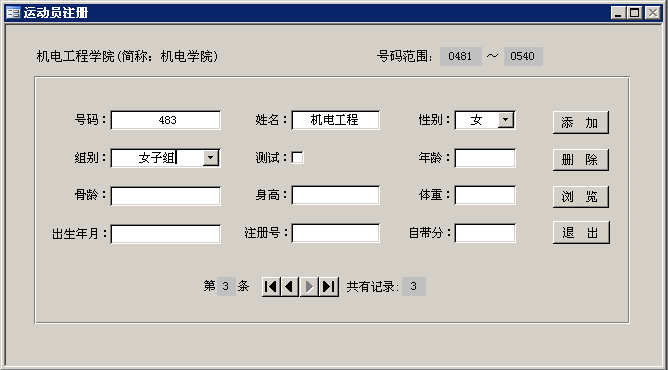 运动员注册
机电工程学院(简称：机电学院) 号码范围： 0481 ～ 0540
号码： 483 姓名： 机电工程 性别： 女 添 加
组别： 女子组 测试： 年龄： 删 除
骨龄： 身高： 体重： 浏 览
出生年月： 注册号： 自带分： 退 出
第 3 条 共有记录： 3